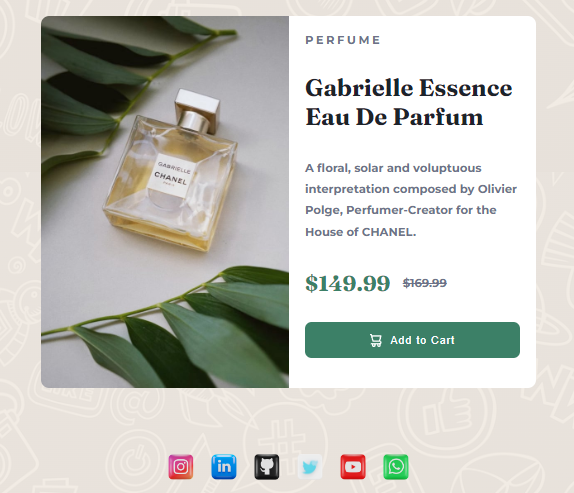 PERFUME
Gabrielle Essence
Eau De Parfum
A floral, solar and voluptuous
interpretation composed by Olivier
Polge, Perfumer-Creator for the
House of CHANEL.
$149.99 $169.99
Add to Cart
GABRIELLE
CHANEL
PARIS
in